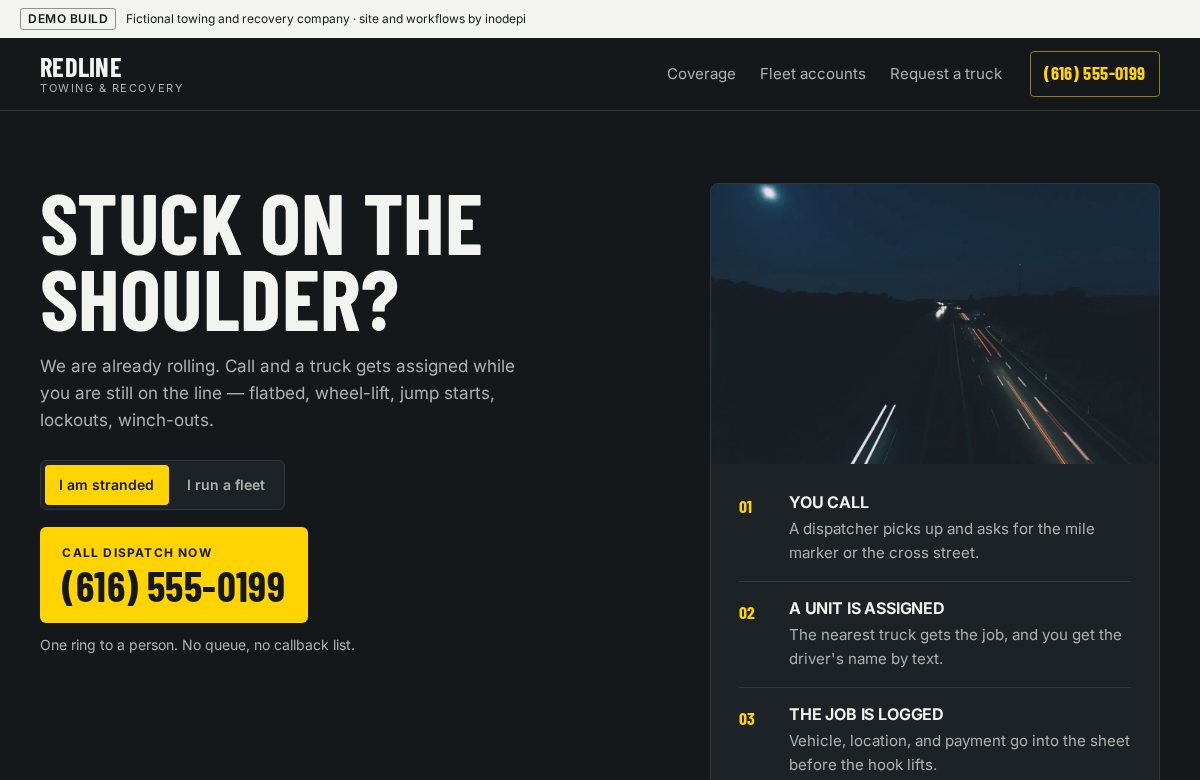 DEMO BUILD Fictional towing and recovery company · site and workflows by inodepi
REDLINE
TOWING & RECOVERY
Coverage Fleet accounts Request a truck (616) 555-0199
STUCK ON THE
SHOULDER?
We are already rolling. Call and a truck gets assigned while
you are still on the line — flatbed, wheel-lift, jump starts,
lockouts, winch-outs.
I am stranded I run a fleet
CALL DISPATCH NOW
(616) 555-0199
One ring to a person. No queue, no callback list.
01 YOU CALL
A dispatcher picks up and asks for the mile
marker or the cross street.
02 A UNIT IS ASSIGNED
The nearest truck gets the job, and you get the
driver's name by text.
03 THE JOB IS LOGGED
Vehicle, location, and payment go into the sheet
before the hook lifts.